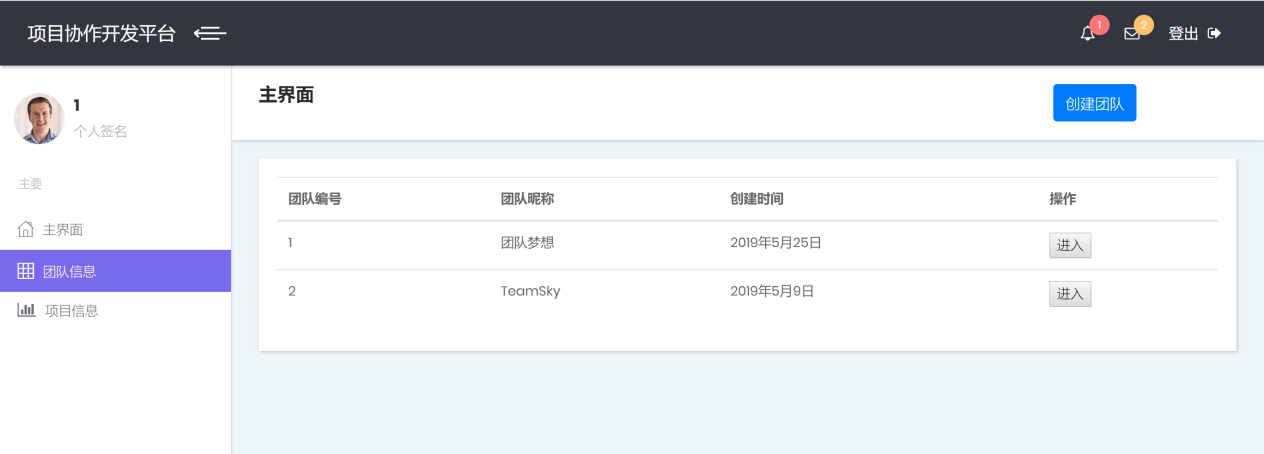 项目协作开发平台
1
2
登出
1
个人签名
主要
主界面
团队信息
项目信息
主界面
创建团队
团队编号 团队昵称 创建时间 操作
1 团队梦想 2019年5月25日 进入
2 TeamSky 2019年5月9日 进入